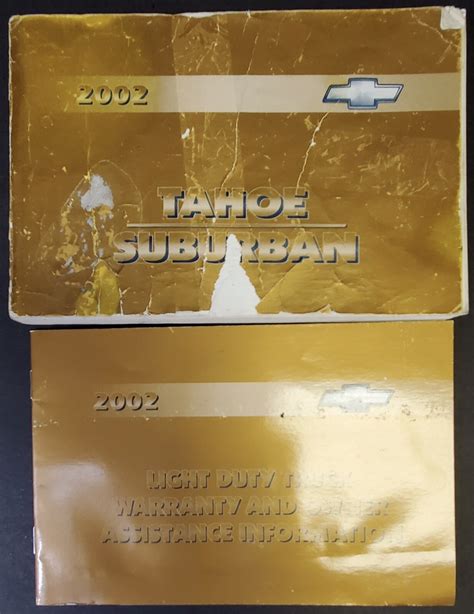 2002
TAHOE
SUBURBAN
2002
LIGHT DUTY TRUCK
WARRANTY AND OWNER
ASSISTANCE INFORMATION